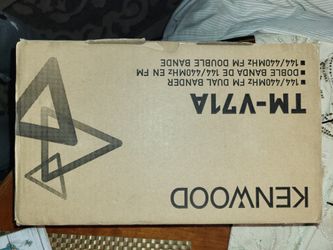 KENWOOD
TM-V71A
■ 144/440MHz FM DUAL BANDER
■ DOBLE BANDA DE 144/440MHz EN FM
■ 144/440MHz FM DOUBLE BANDE